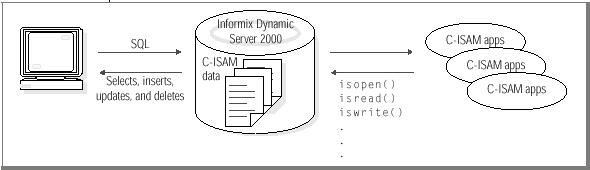 SQL
Selects, inserts,
updates, and deletes
Informix Dynamic
Server 2000
C-ISAM
data
isopen()
isread()
iswrite()
.
.
.
C-ISAM apps
C-ISAM apps
C-ISAM apps